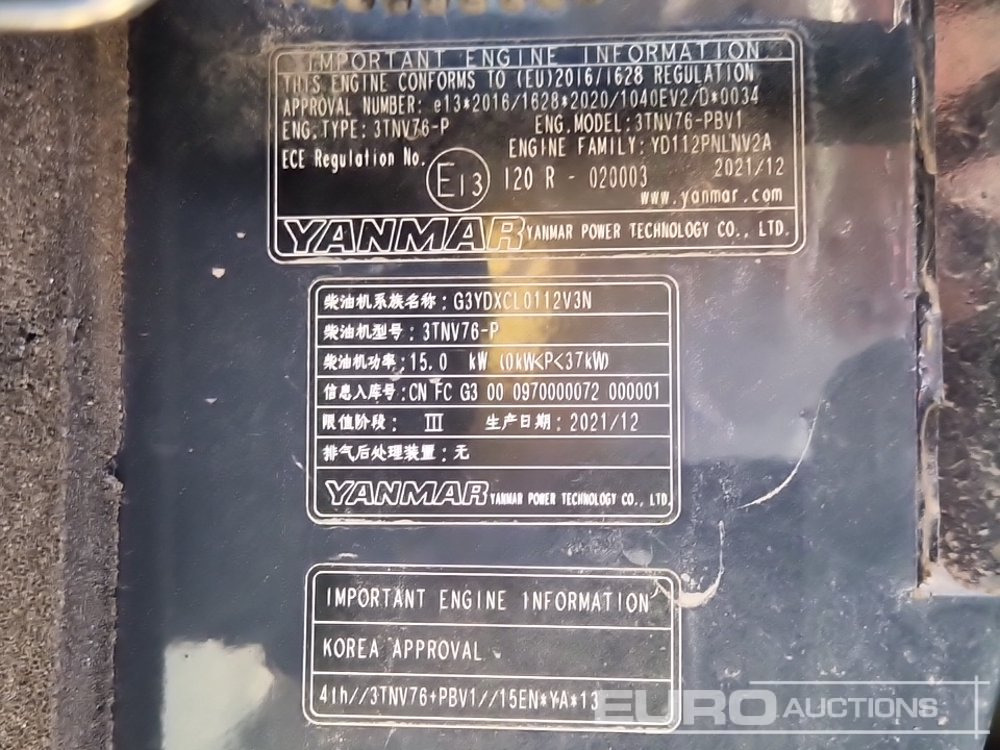 IMPORTANT ENGINE INFORMATION
THIS ENGINE CONFORMS TO (EU)2016/1628 REGULATION
APPROVAL NUMBER: e13*2016/1628*2020/1040EV2/D*0034
ENG.TYPE: 3TNV76-P ENG.MODEL:3TNV76-PBV1
ENGINE FAMILY: YD112PNLNV2A
ECE Regulation No. E13 120 R - 020003 2021/12
www.yanmar.com
YANMAR YANMAR POWER TECHNOLOGY CO., LTD.
柴油机系族名称: G3YDXCL0112V3N
柴油机型号: 3TNV76-P
柴油机功率:15.0 kW (0kW<P<37kW)
信息入库号:CN FC G3 00 0970000072 000001
限值阶段: III 生产日期: 2021/12
排气后处理装置:无
YANMAR YANMAR POWER TECHNOLOGY CO., LTD.
IMPORTANT ENGINE INFORMATION
KOREA APPROVAL
4th//3TNV76+PBV1//15EN*YA*13
EURO AUCTIONS